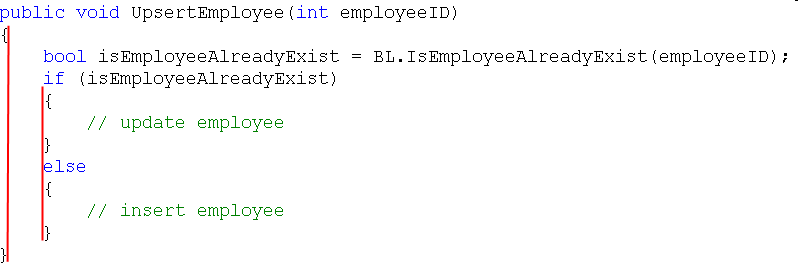 public void UpsertEmployee(int employeeID)
{
    bool isEmployeeAlreadyExist = BL.IsEmployeeAlreadyExist(employeeID);
    if (isEmployeeAlreadyExist)
    {
        // update employee
    }
    else
    {
        // insert employee
    }
}